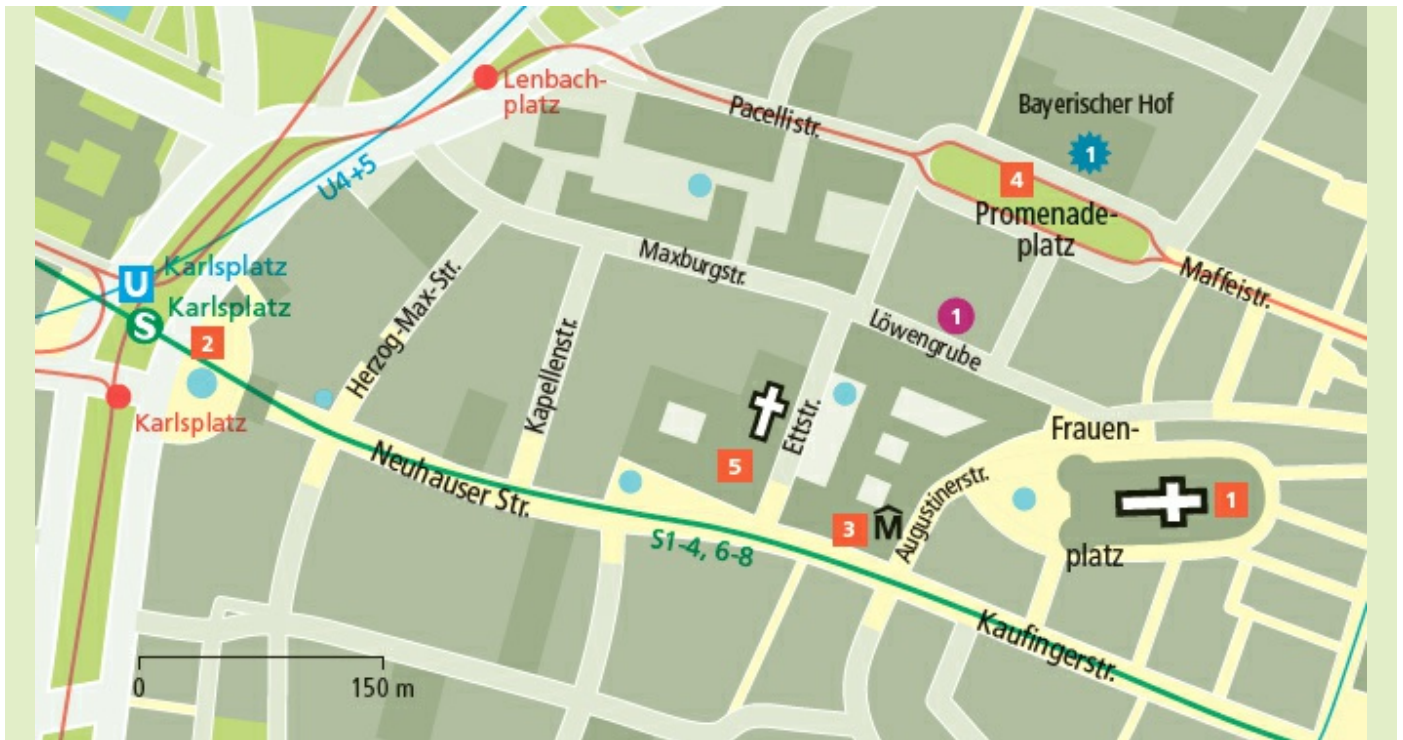 Lenbach-
platz
Pacellistr.
Bayerischer Hof
1
U4+5
4
Promenade-
platz
Maxburgstr.
U
Karlsplatz
S
Karlsplatz
2
Herzog-Max-Str.
Maffeistr.
1
Löwengrube
Kapellenstr.
Karlsplatz
Ettstr.
Frauen-
5
Neuhauser Str.
Augustinerstr.
1
3
M
S1-4, 6-8
platz
Kaufingerstr.
0
150 m